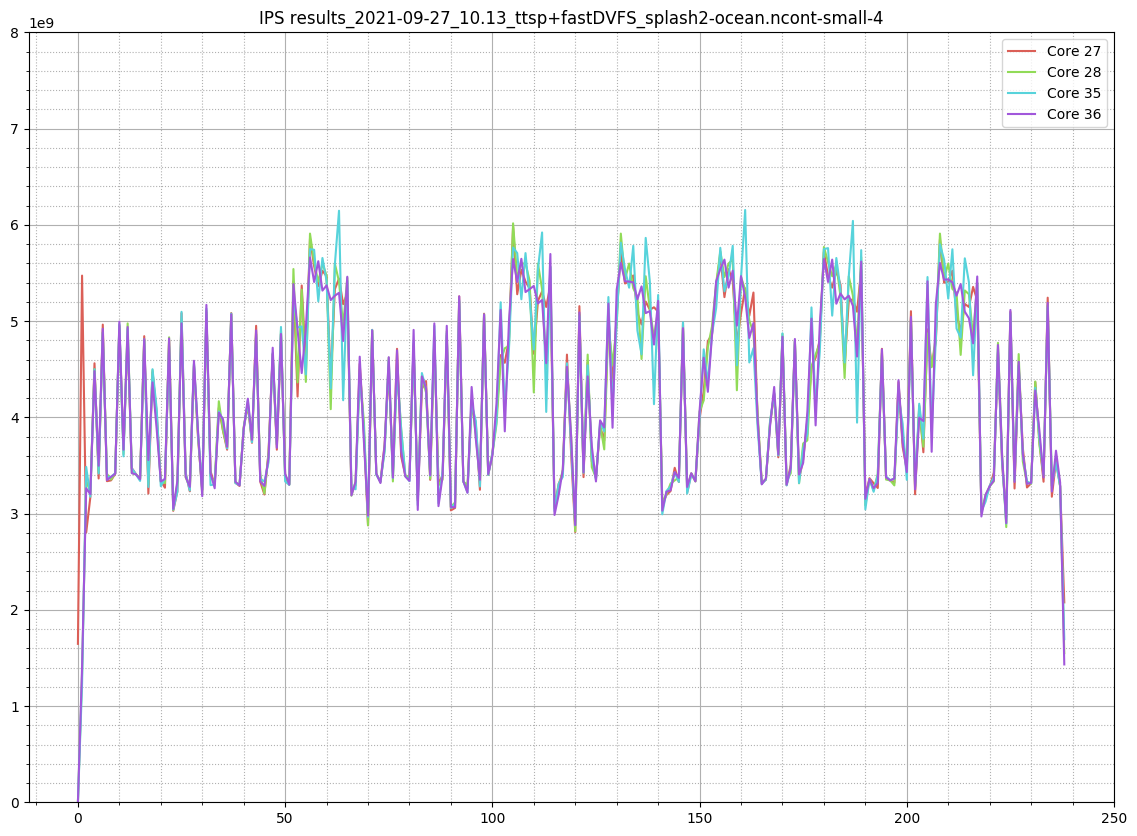 IPS results_2021-09-27_10.13_ttsp+fastDVFS_splash2-ocean.ncont-small-4
1e9
8
7
6
5
4
3
2
1
0
Core 27
Core 28
Core 35
Core 36
0 50 100 150 200 250